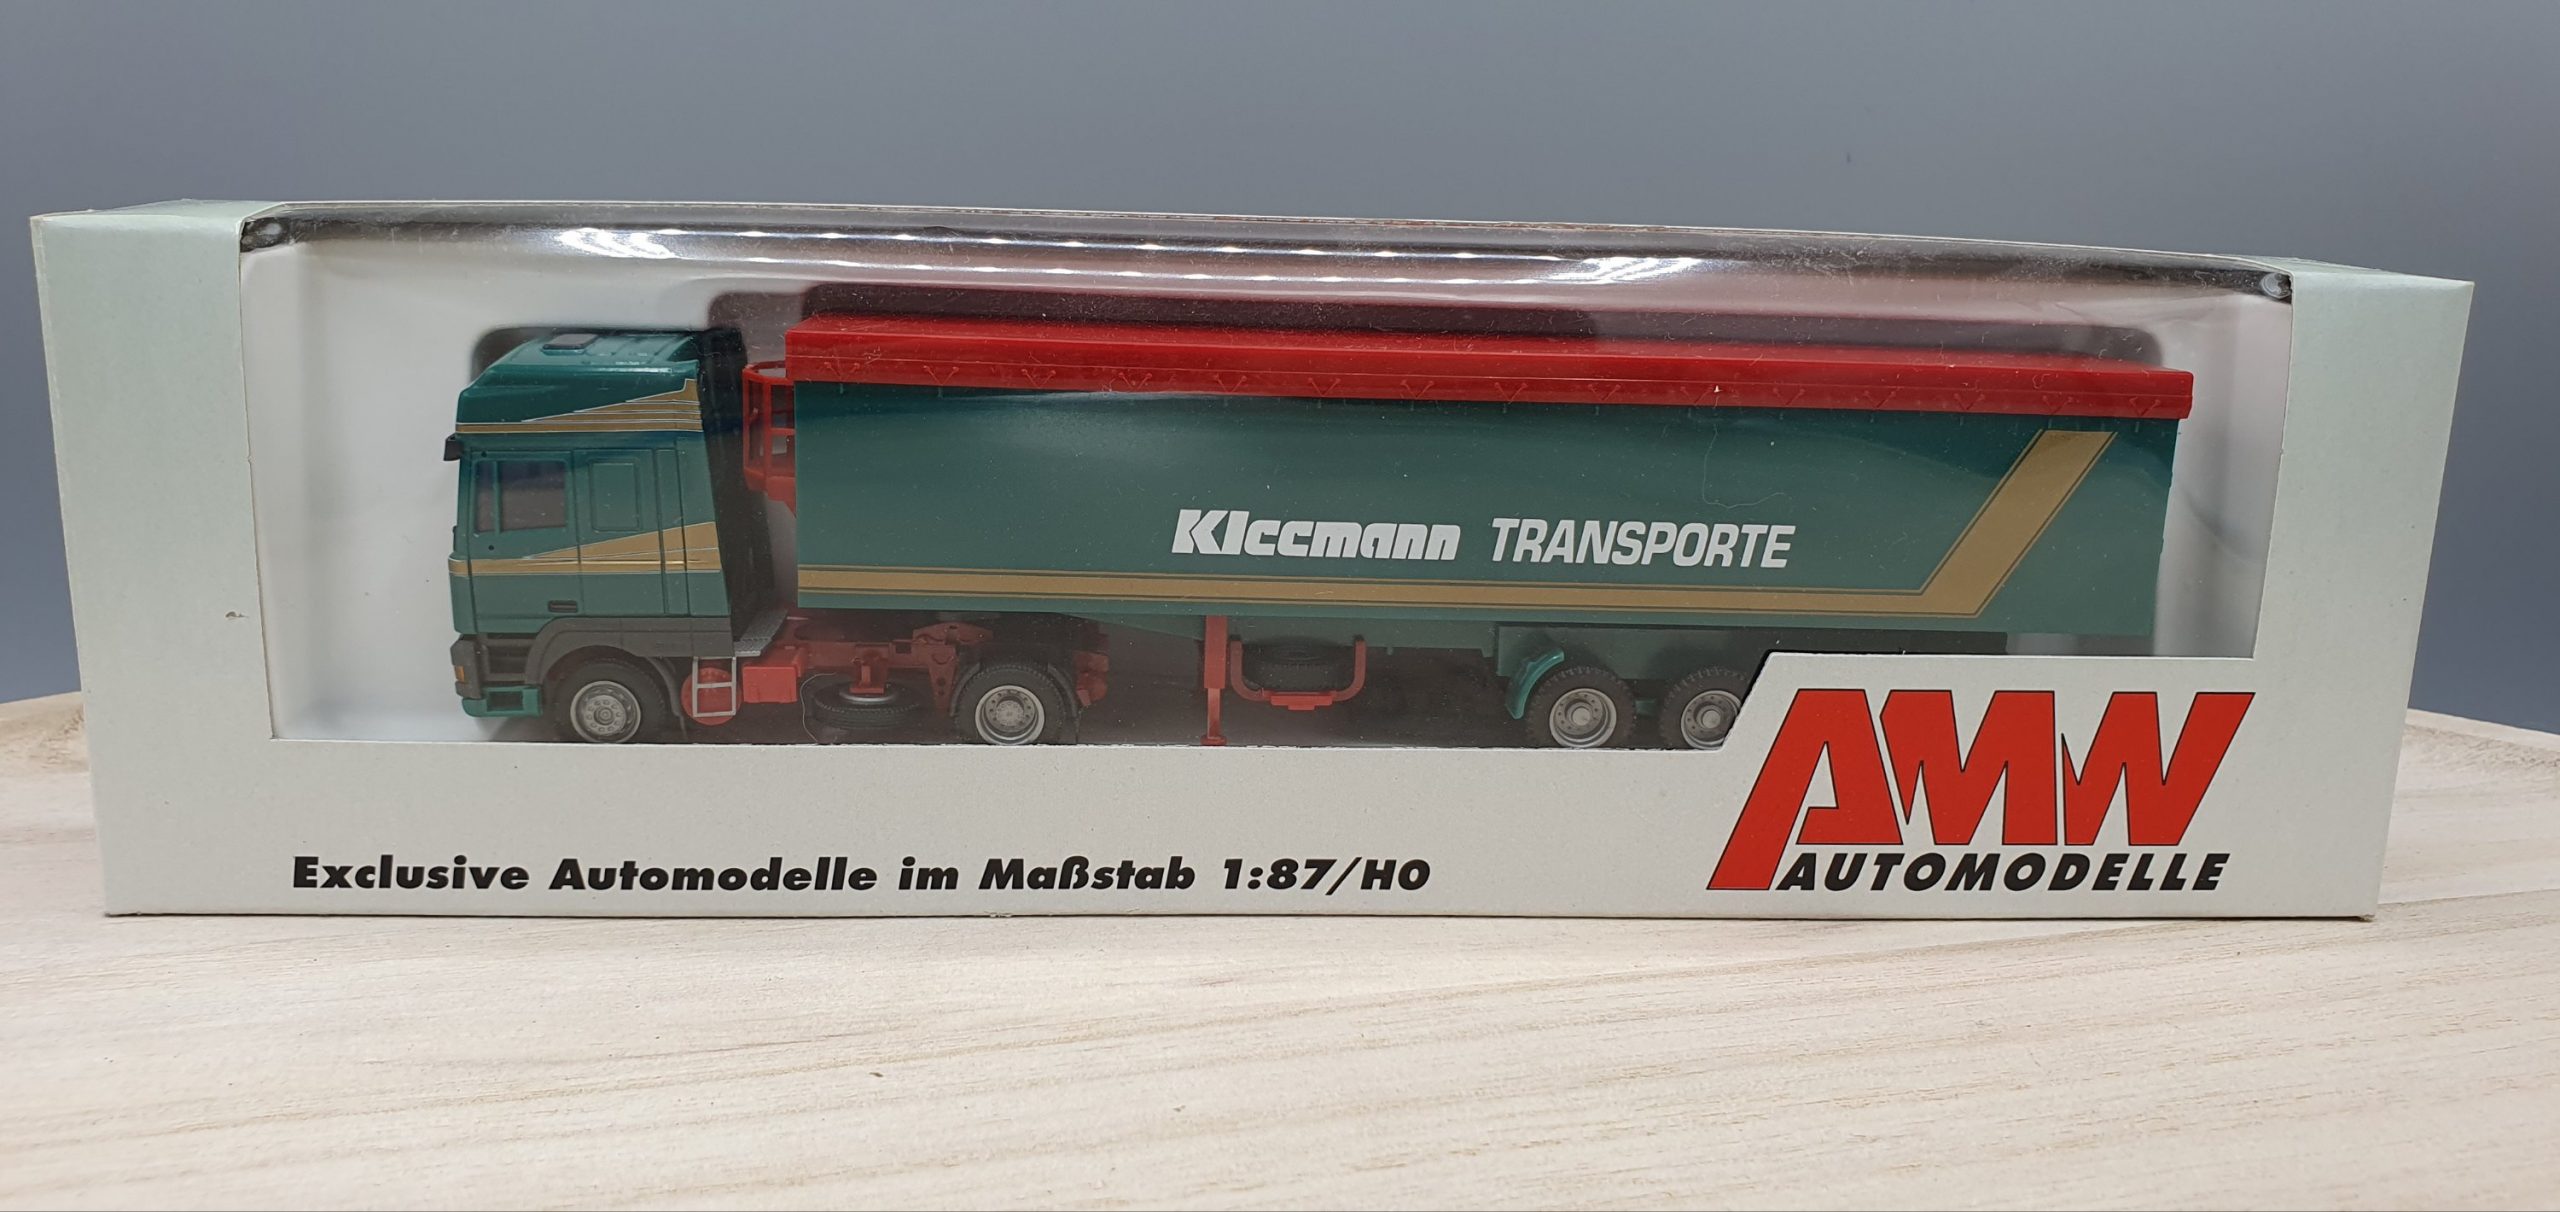 Kleemann TRANSPORTE
Exclusive Automodelle im Maßstab 1:87/H0
AMW
AUTOMODELLE